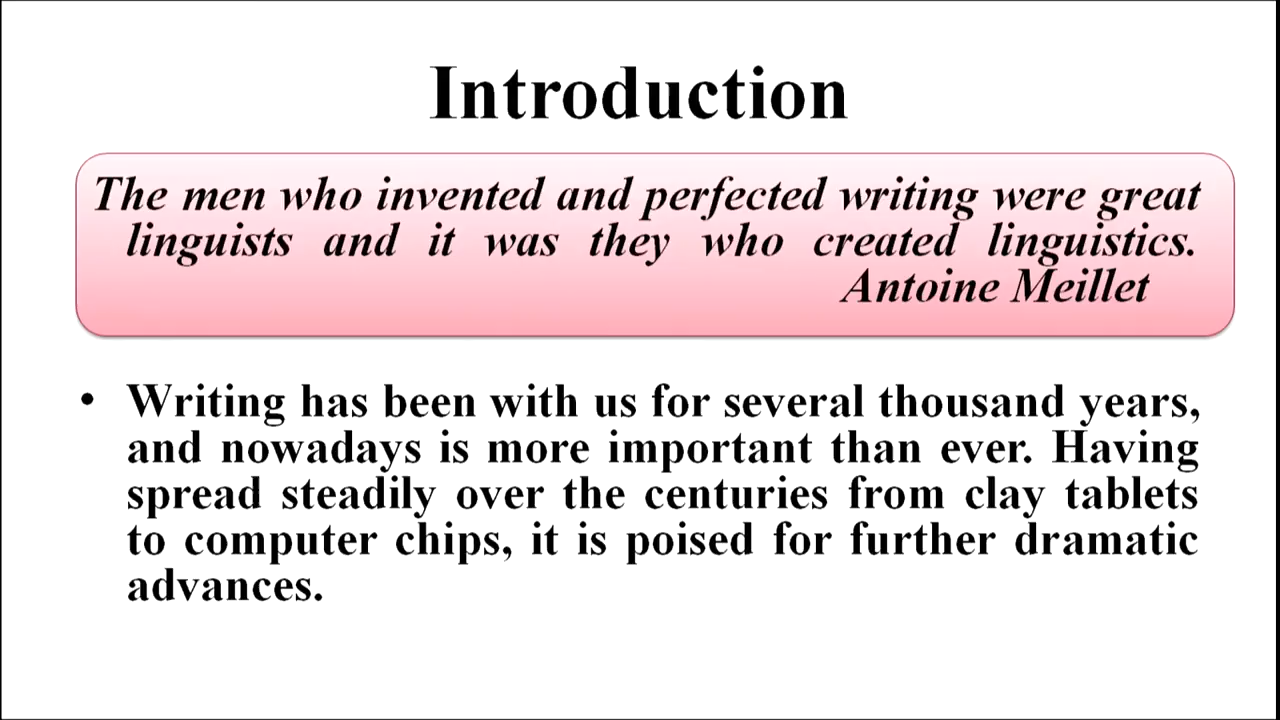 Introduction
The men who invented and perfected writing were great
linguists and it was they who created linguistics.
Antoine Meillet
• Writing has been with us for several thousand years,
and nowadays is more important than ever. Having
spread steadily over the centuries from clay tablets
to computer chips, it is poised for further dramatic
advances.